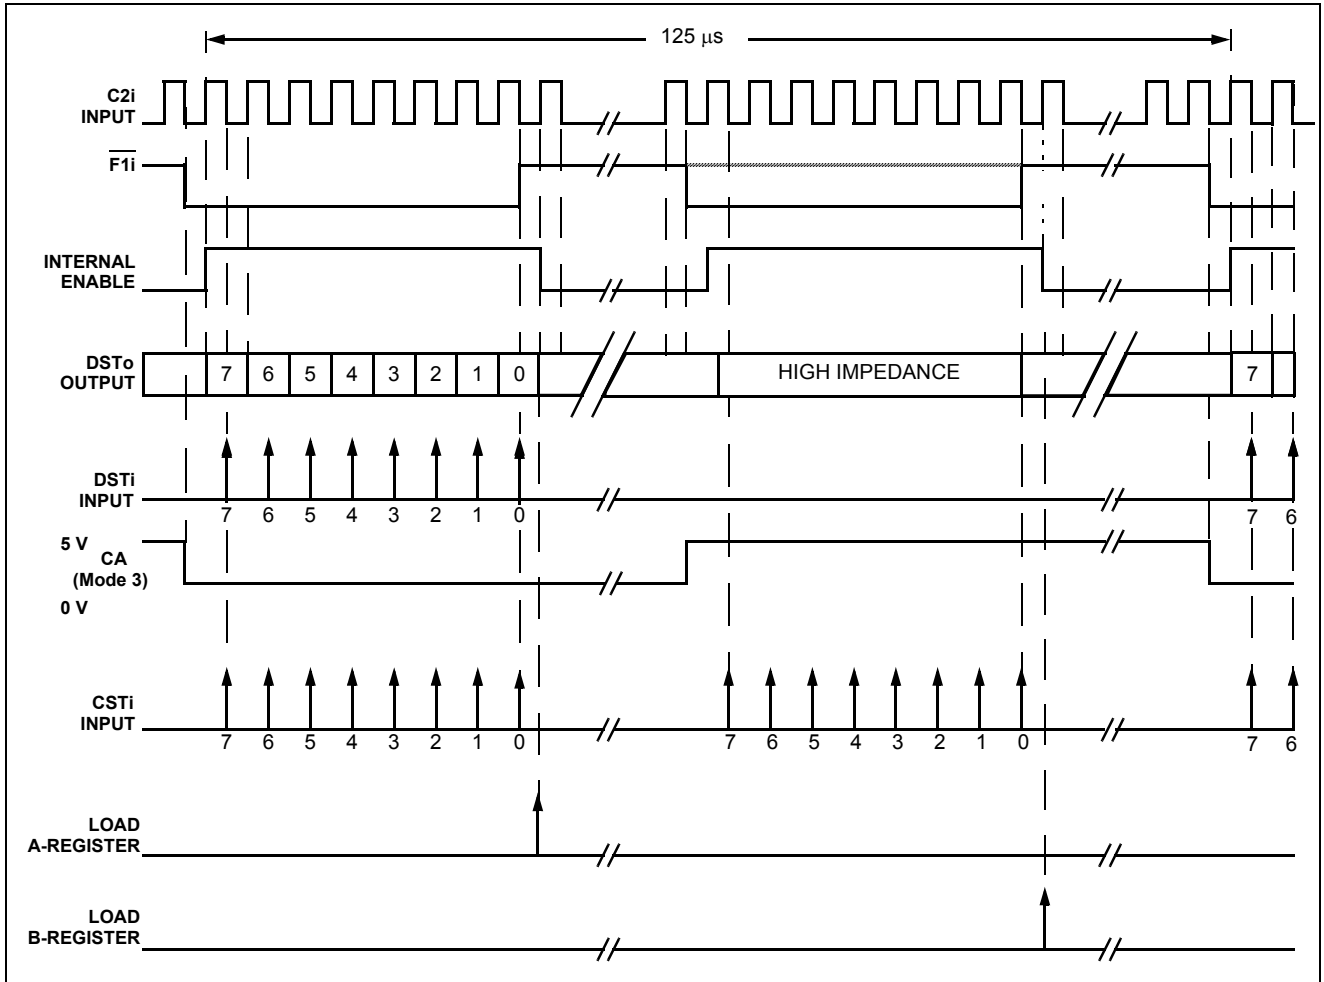 125 μs
C2i
INPUT
F1i
INTERNAL
ENABLE
DSTo
OUTPUT
7 6 5 4 3 2 1 0 HIGH IMPEDANCE 7
DSTi
INPUT
7 6 5 4 3 2 1 0 7 6
5 V
CA
(Mode 3)
0 V
CSTi
INPUT
7 6 5 4 3 2 1 0 7 6 5 4 3 2 1 0 7 6
LOAD
A-REGISTER
LOAD
B-REGISTER